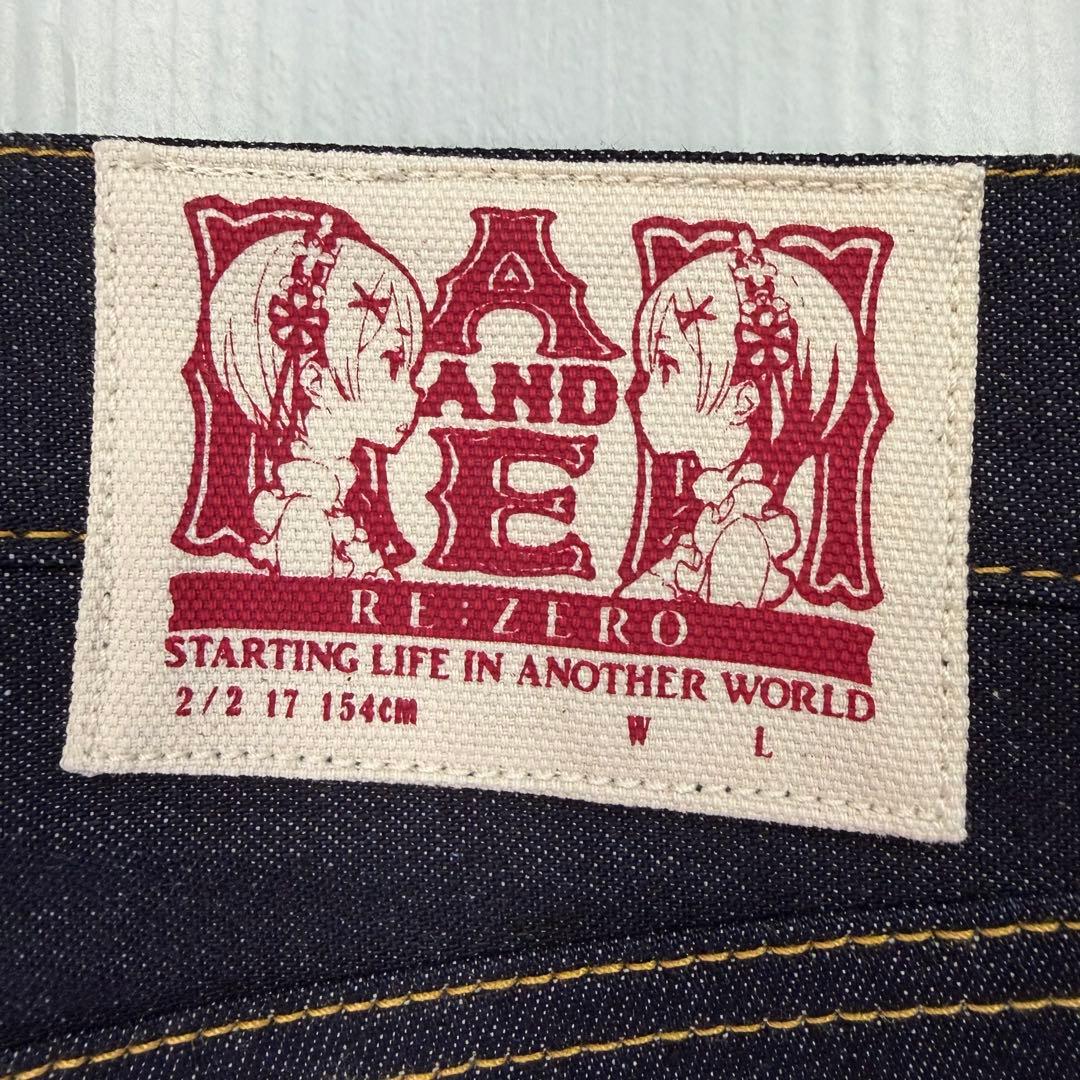 R A M
AND
E
RE:ZERO
STARTING LIFE IN ANOTHER WORLD
2/2 17 154cm W L